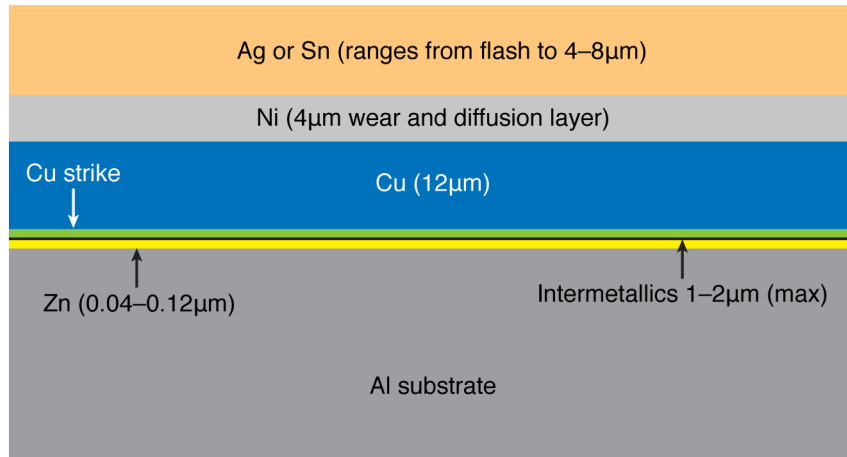 Ag or Sn (ranges from flash to 4–8µm)
Ni (4µm wear and diffusion layer)
Cu strike
Cu (12µm)
Zn (0.04–0.12µm)
Intermetallics 1–2µm (max)
Al substrate